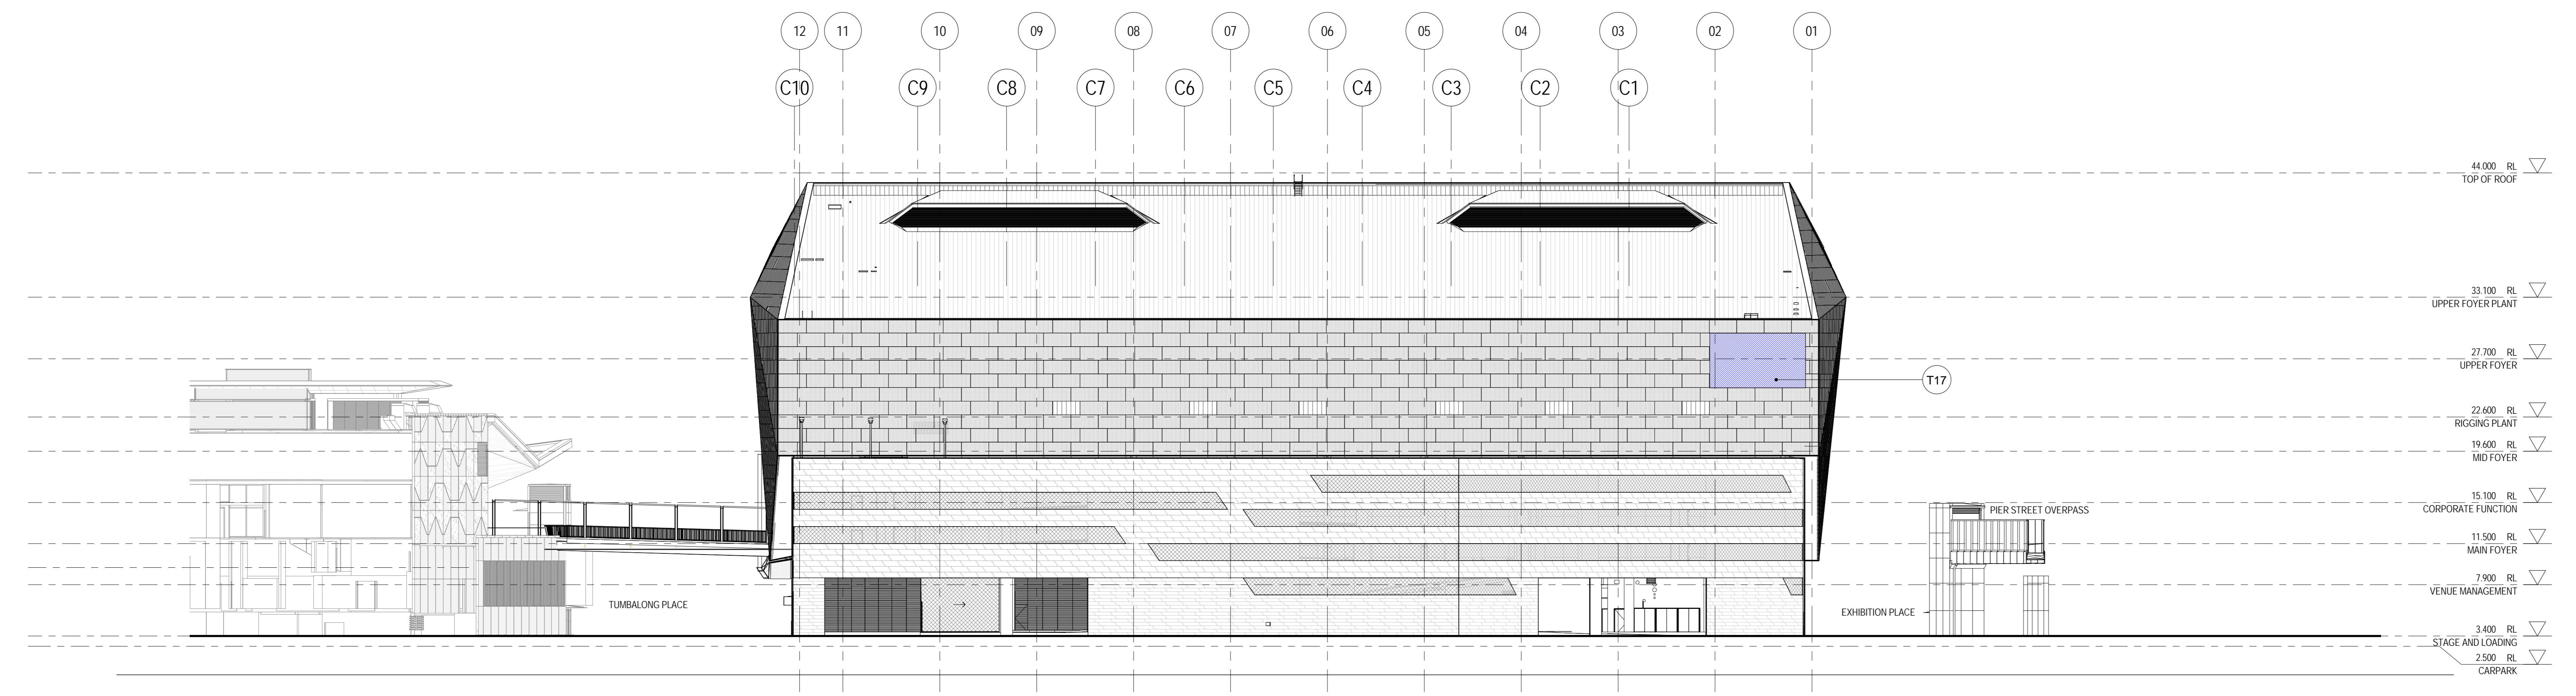 12 11 10 09 08 07 06 05 04 03 02 01
C10 C9 C8 C7 C6 C5 C4 C3 C2 C1
44.000 RL
TOP OF ROOF
33.100 RL
UPPER FOYER PLANT
27.700 RL
UPPER FOYER
T17
22.600 RL
RIGGING PLANT
19.600 RL
MID FOYER
15.100 RL
CORPORATE FUNCTION
PIER STREET OVERPASS
11.500 RL
MAIN FOYER
7.900 RL
VENUE MANAGEMENT
TUMBALONG PLACE
EXHIBITION PLACE
3.400 RL
STAGE AND LOADING
2.500 RL
CARPARK